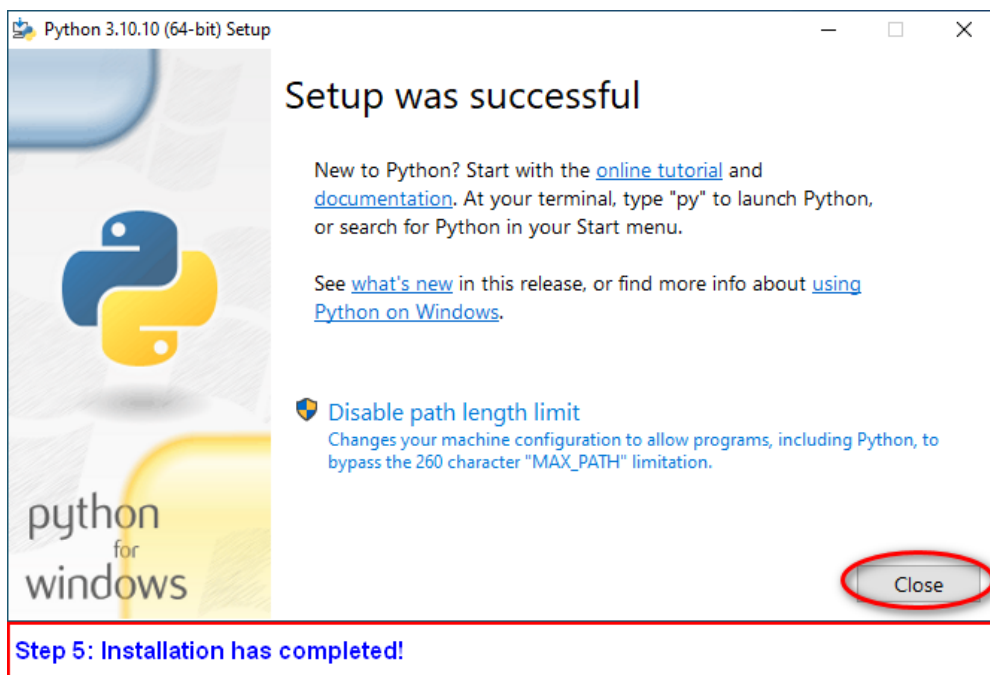 Python 3.10.10 (64-bit) Setup
Setup was successful
New to Python? Start with the online tutorial and
documentation. At your terminal, type "py" to launch Python,
or search for Python in your Start menu.
See what's new in this release, or find more info about using
Python on Windows.
Disable path length limit
Changes your machine configuration to allow programs, including Python, to
bypass the 260 character "MAX_PATH" limitation.
python
for
windows
Close
Step 5: Installation has completed!